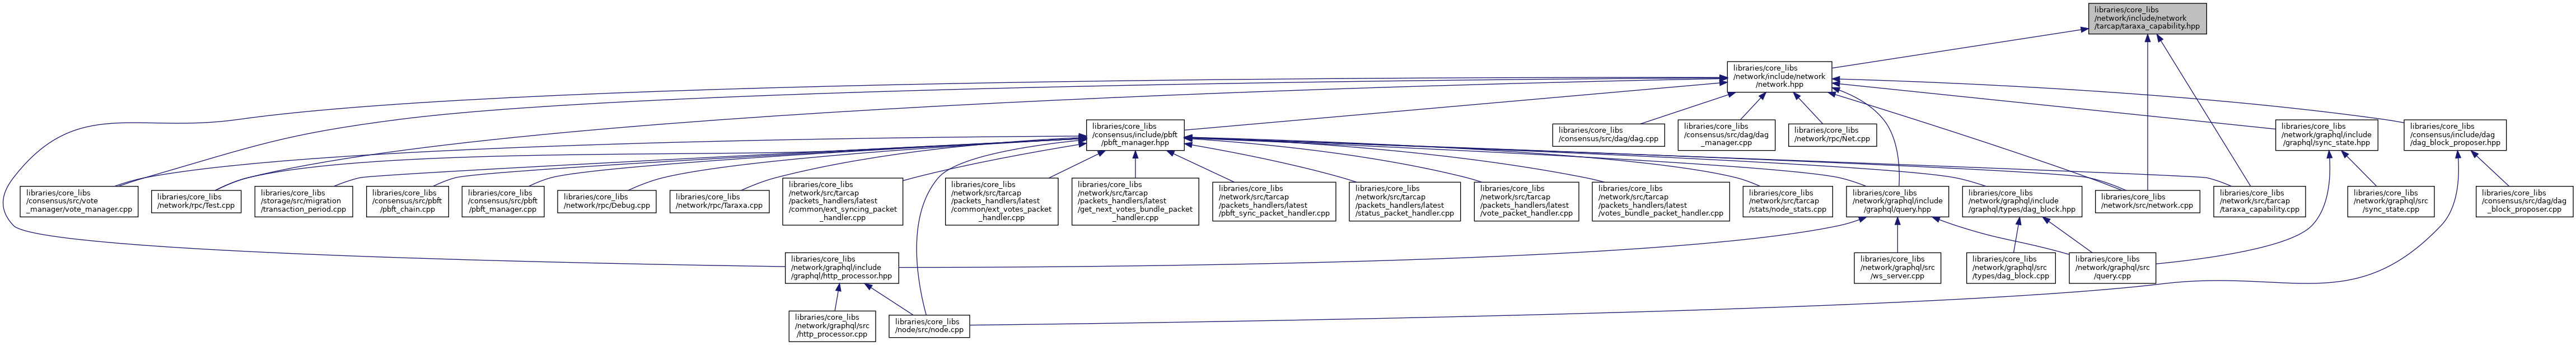 libraries/core_libs
/network/include/network
/tarcap/taraxa_capability.hpp
libraries/core_libs
/network/include/network
/network.hpp
libraries/core_libs
/consensus/include/pbft
/pbft_manager.hpp
libraries/core_libs
/consensus/src/dag/dag.cpp
libraries/core_libs
/consensus/src/dag/dag
_manager.cpp
libraries/core_libs
/network/rpc/Net.cpp
libraries/core_libs
/network/graphql/include
/graphql/sync_state.hpp
libraries/core_libs
/consensus/include/dag
/dag_block_proposer.hpp
libraries/core_libs
/consensus/src/vote
_manager/vote_manager.cpp
libraries/core_libs
/network/rpc/Test.cpp
libraries/core_libs
/storage/src/migration
/transaction_period.cpp
libraries/core_libs
/consensus/src/pbft
/pbft_chain.cpp
libraries/core_libs
/consensus/src/pbft
/pbft_manager.cpp
libraries/core_libs
/network/rpc/Debug.cpp
libraries/core_libs
/network/rpc/Taraxa.cpp
libraries/core_libs
/network/src/tarcap
/packets_handlers/latest
/common/ext_syncing_packet
_handler.cpp
libraries/core_libs
/network/src/tarcap
/packets_handlers/latest
/common/ext_votes_packet
_handler.cpp
libraries/core_libs
/network/src/tarcap
/packets_handlers/latest
/get_next_votes_bundle_packet
_handler.cpp
libraries/core_libs
/network/src/tarcap
/packets_handlers/latest
/pbft_sync_packet_handler.cpp
libraries/core_libs
/network/src/tarcap
/packets_handlers/latest
/status_packet_handler.cpp
libraries/core_libs
/network/src/tarcap
/packets_handlers/latest
/vote_packet_handler.cpp
libraries/core_libs
/network/src/tarcap
/packets_handlers/latest
/votes_bundle_packet_handler.cpp
libraries/core_libs
/network/src/tarcap
/stats/node_stats.cpp
libraries/core_libs
/network/graphql/include
/graphql/query.hpp
libraries/core_libs
/network/graphql/include
/graphql/types/dag_block.hpp
libraries/core_libs
/network/src/network.cpp
libraries/core_libs
/network/src/tarcap
/taraxa_capability.cpp
libraries/core_libs
/network/graphql/src
/sync_state.cpp
libraries/core_libs
/consensus/src/dag/dag
_block_proposer.cpp
libraries/core_libs
/network/graphql/include
/graphql/http_processor.hpp
libraries/core_libs
/network/graphql/src
/ws_server.cpp
libraries/core_libs
/network/graphql/src
/types/dag_block.cpp
libraries/core_libs
/network/graphql/src
/query.cpp
libraries/core_libs
/network/graphql/src
/http_processor.cpp
libraries/core_libs
/node/src/node.cpp